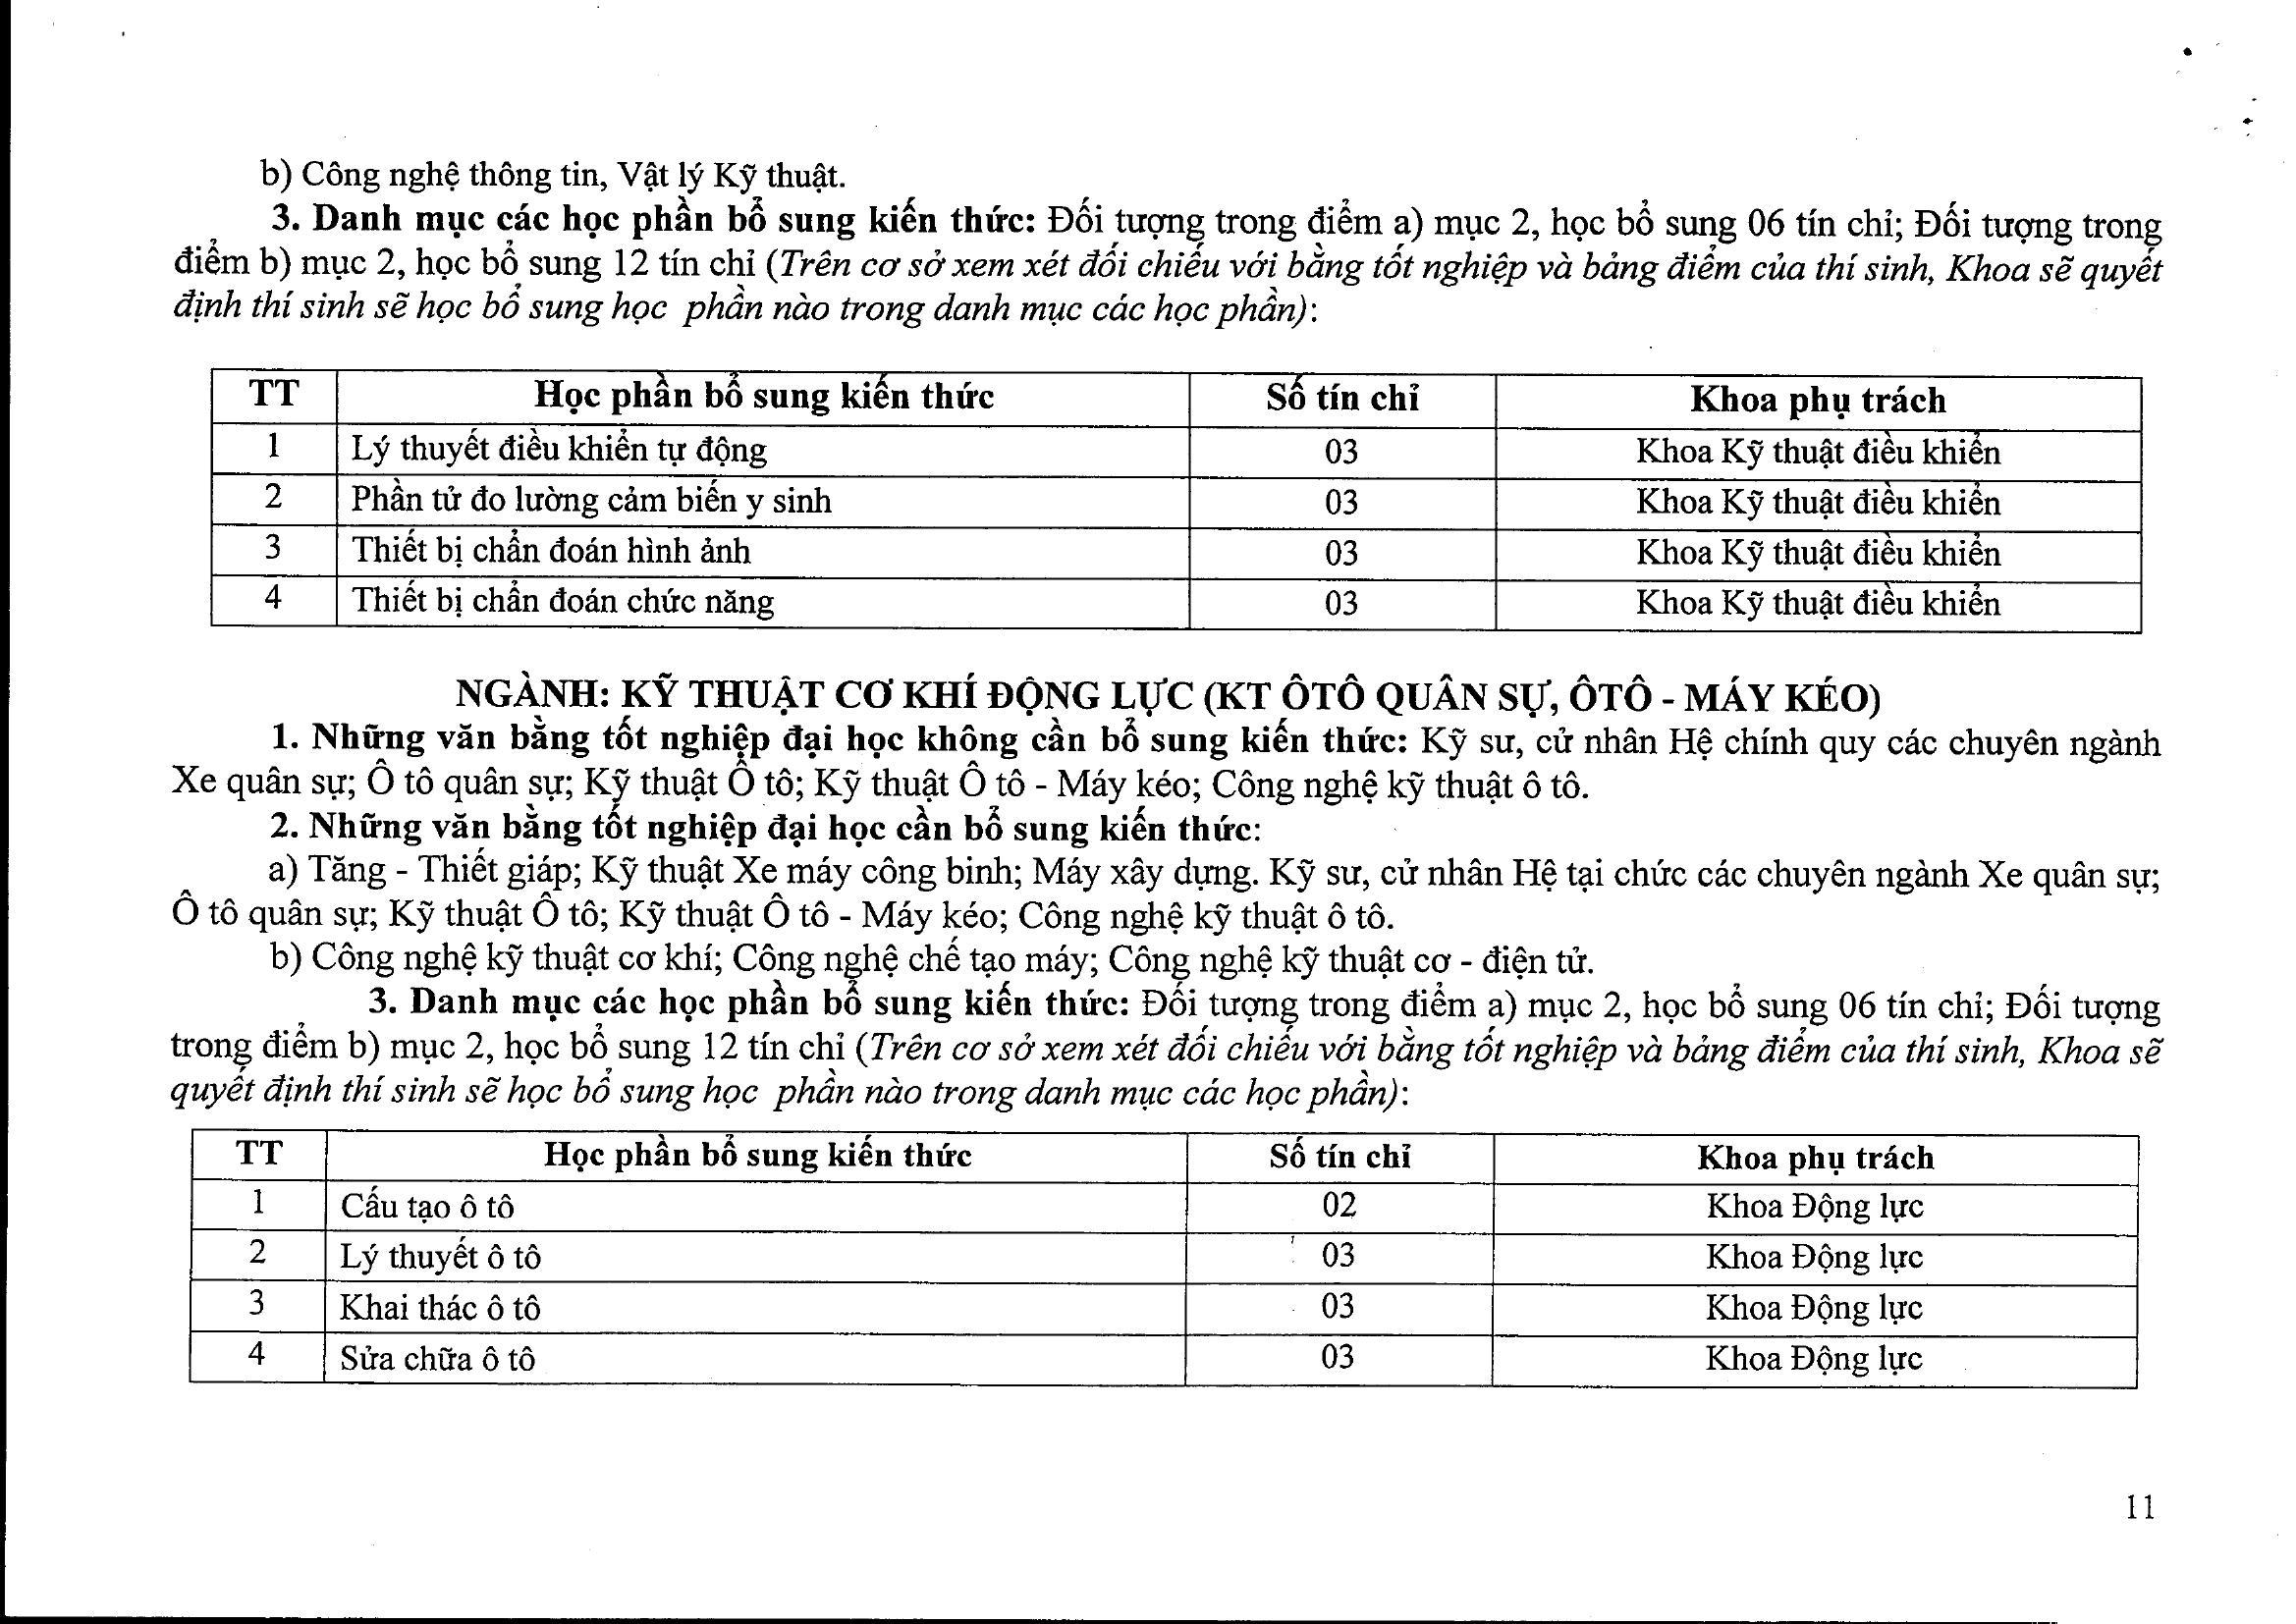 b) Công nghệ thông tin, Vật lý Kỹ thuật.
3. Danh mục các học phần bổ sung kiến thức: Đối tượng trong điểm a) mục 2, học bổ sung 06 tín chỉ; Đối tượng trong
điểm b) mục 2, học bổ sung 12 tín chỉ (Trên cơ sở xem xét đối chiếu với bằng tốt nghiệp và bảng điểm của thí sinh, Khoa sẽ quyết
định thí sinh sẽ học bổ sung học phần nào trong danh mục các học phần):
TT Học phần bổ sung kiến thức Số tín chỉ Khoa phụ trách
1 Lý thuyết điều khiển tự động 03 Khoa Kỹ thuật điều khiển
2 Phần tử đo lường cảm biến y sinh 03 Khoa Kỹ thuật điều khiển
3 Thiết bị chẩn đoán hình ảnh 03 Khoa Kỹ thuật điều khiển
4 Thiết bị chẩn đoán chức năng 03 Khoa Kỹ thuật điều khiển
NGÀNH: KỸ THUẬT CƠ KHÍ ĐỘNG LỰC (KT ÔTÔ QUÂN SỰ, ÔTÔ - MÁY KÉO)
1. Những văn bằng tốt nghiệp đại học không cần bổ sung kiến thức: Kỹ sư, cử nhân Hệ chính quy các chuyên ngành
Xe quân sự; Ô tô quân sự; Kỹ thuật Ô tô; Kỹ thuật Ô tô - Máy kéo; Công nghệ kỹ thuật ô tô.
2. Những văn bằng tốt nghiệp đại học cần bổ sung kiến thức:
a) Tăng - Thiết giáp; Kỹ thuật Xe máy công binh; Máy xây dựng. Kỹ sư, cử nhân Hệ tại chức các chuyên ngành Xe quân sự;
Ô tô quân sự; Kỹ thuật Ô tô; Kỹ thuật Ô tô - Máy kéo; Công nghệ kỹ thuật ô tô.
b) Công nghệ kỹ thuật cơ khí; Công nghệ chế tạo máy; Công nghệ kỹ thuật cơ - điện tử.
3. Danh mục các học phần bổ sung kiến thức: Đối tượng trong điểm a) mục 2, học bổ sung 06 tín chỉ; Đối tượng
trong điểm b) mục 2, học bổ sung 12 tín chỉ (Trên cơ sở xem xét đối chiếu với bằng tốt nghiệp và bảng điểm của thí sinh, Khoa sẽ
quyết định thí sinh sẽ học bổ sung học phần nào trong danh mục các học phần):
TT Học phần bổ sung kiến thức Số tín chỉ Khoa phụ trách
1 Cấu tạo ô tô 02 Khoa Động lực
2 Lý thuyết ô tô 03 Khoa Động lực
3 Khai thác ô tô 03 Khoa Động lực
4 Sửa chữa ô tô 03 Khoa Động lực
11